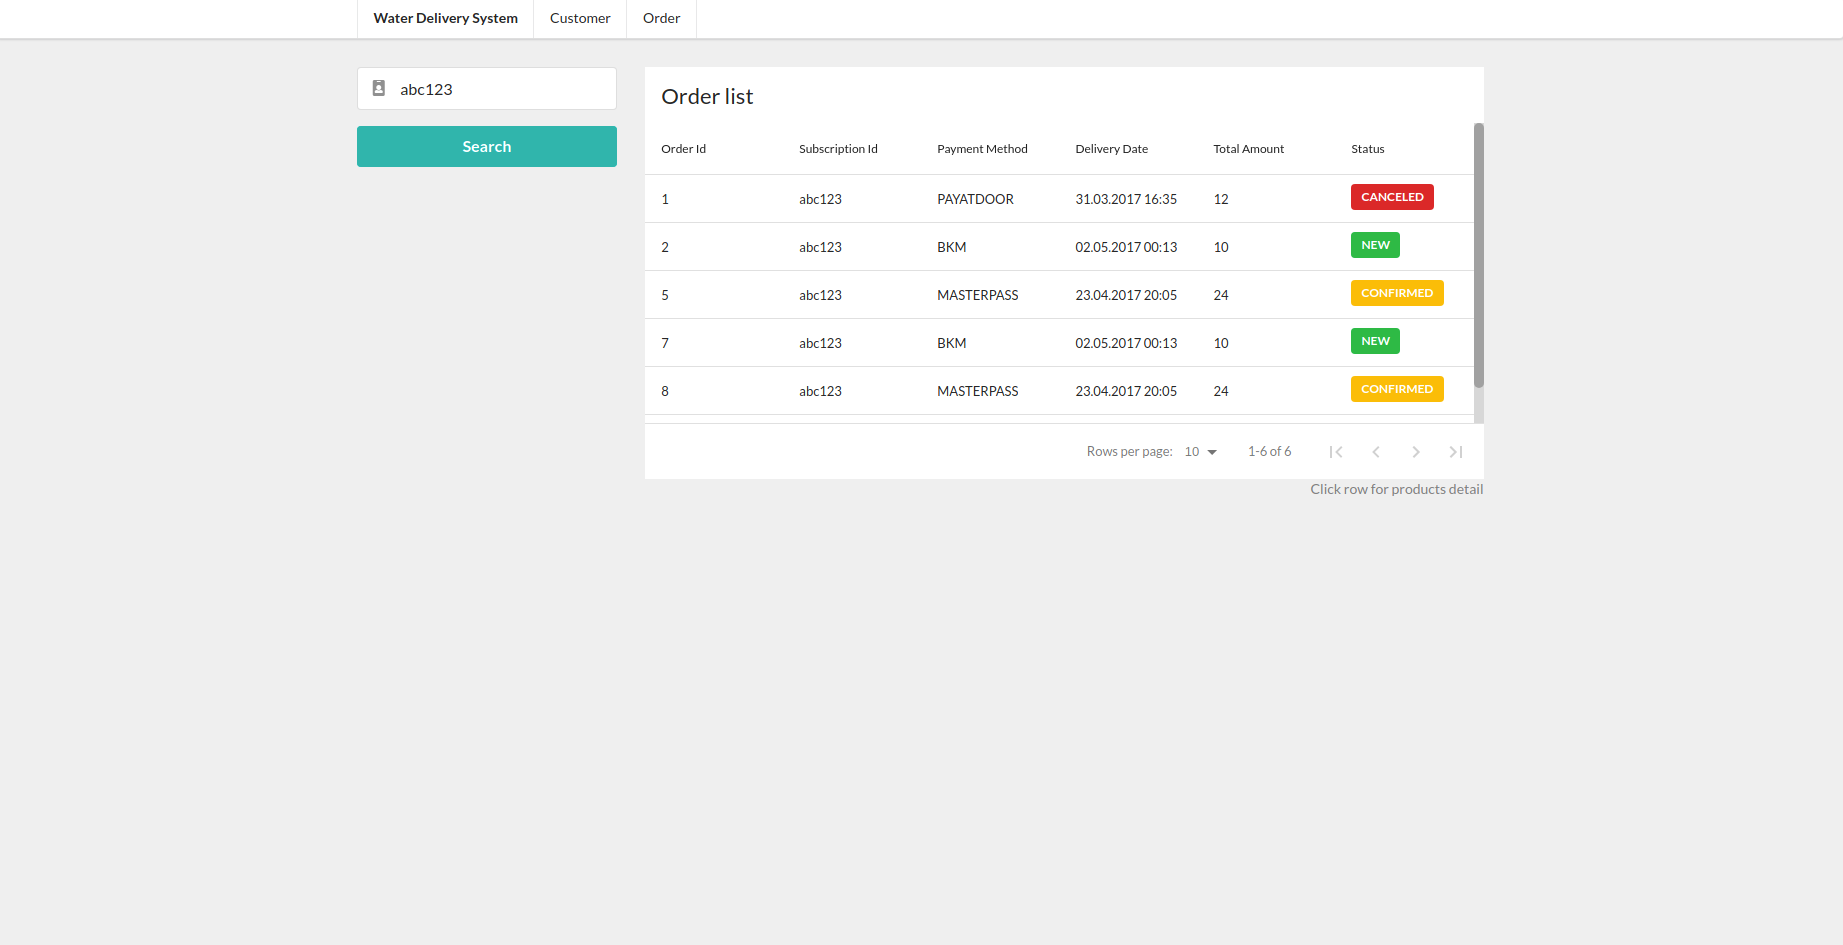 Water Delivery System Customer Order
abc123
Search
Order list
Order Id Subscription Id Payment Method Delivery Date Total Amount Status
1 abc123 PAYATDOOR 31.03.2017 16:35 12 CANCELED
2 abc123 BKM 02.05.2017 00:13 10 NEW
5 abc123 MASTERPASS 23.04.2017 20:05 24 CONFIRMED
7 abc123 BKM 02.05.2017 00:13 10 NEW
8 abc123 MASTERPASS 23.04.2017 20:05 24 CONFIRMED
Rows per page: 10 1-6 of 6
Click row for products detail